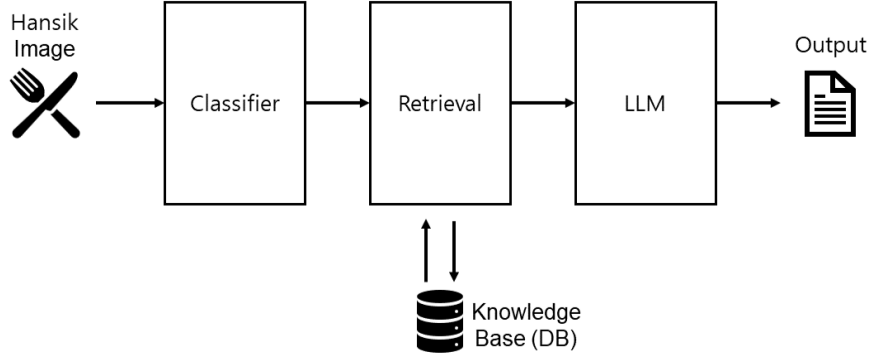 Hansik
Image
Classifier
Retrieval
LLM
Output
Knowledge
Base (DB)